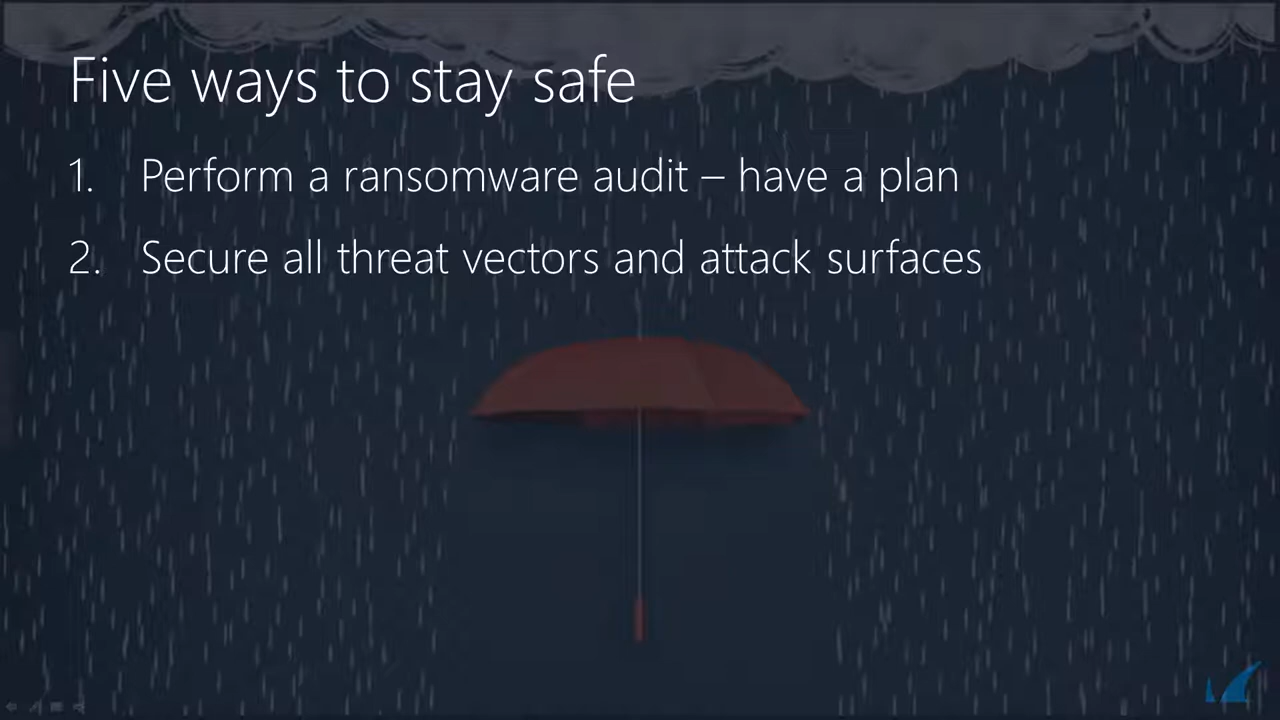 Five ways to stay safe
1. Perform a ransomware audit – have a plan
2. Secure all threat vectors and attack surfaces